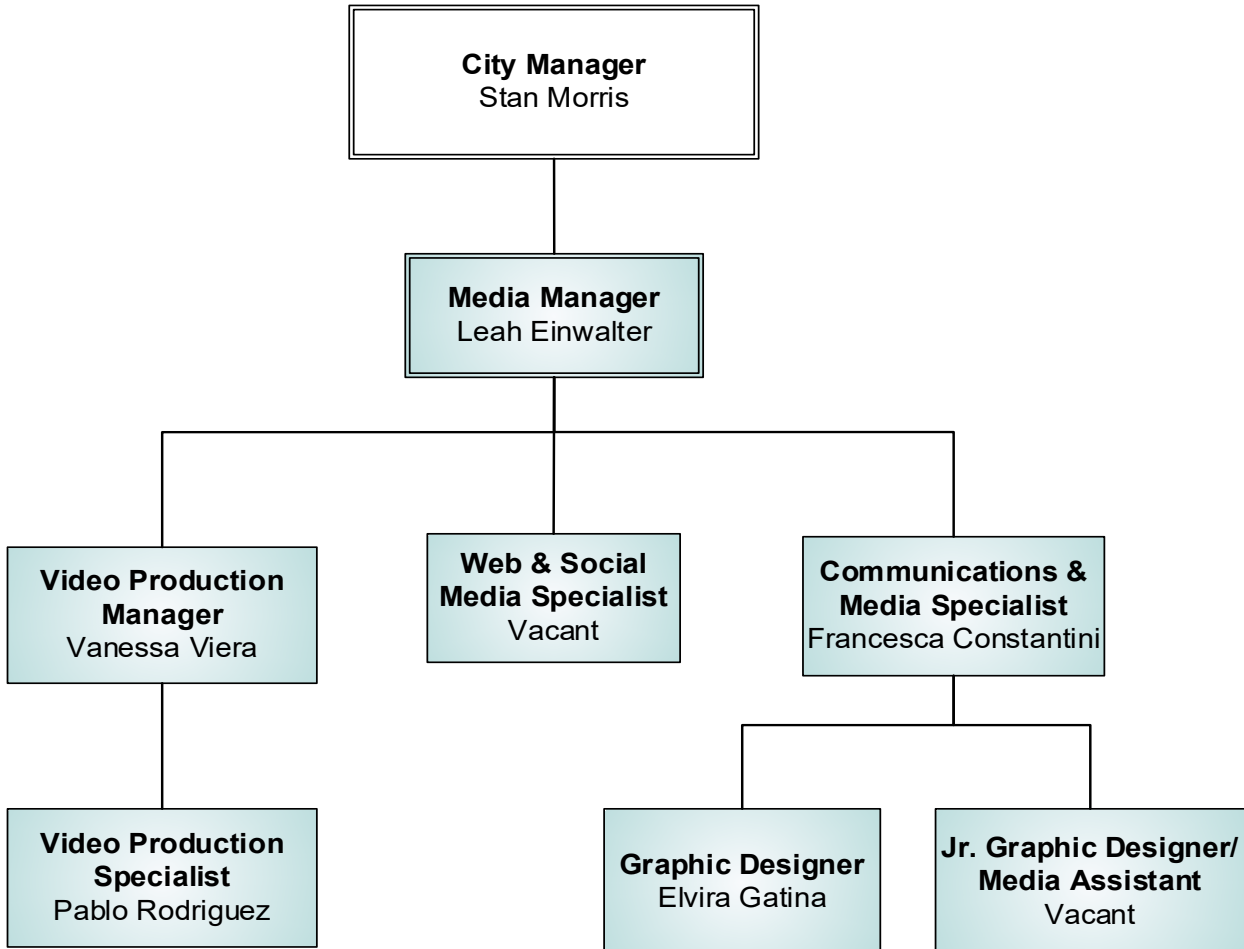 City Manager
Stan Morris
Media Manager
Leah Einwalter
Video Production
Manager
Vanessa Viera
Web & Social
Media Specialist
Vacant
Communications &
Media Specialist
Francesca Constantini
Video Production
Specialist
Pablo Rodriguez
Graphic Designer
Elvira Gatina
Jr. Graphic Designer/
Media Assistant
Vacant